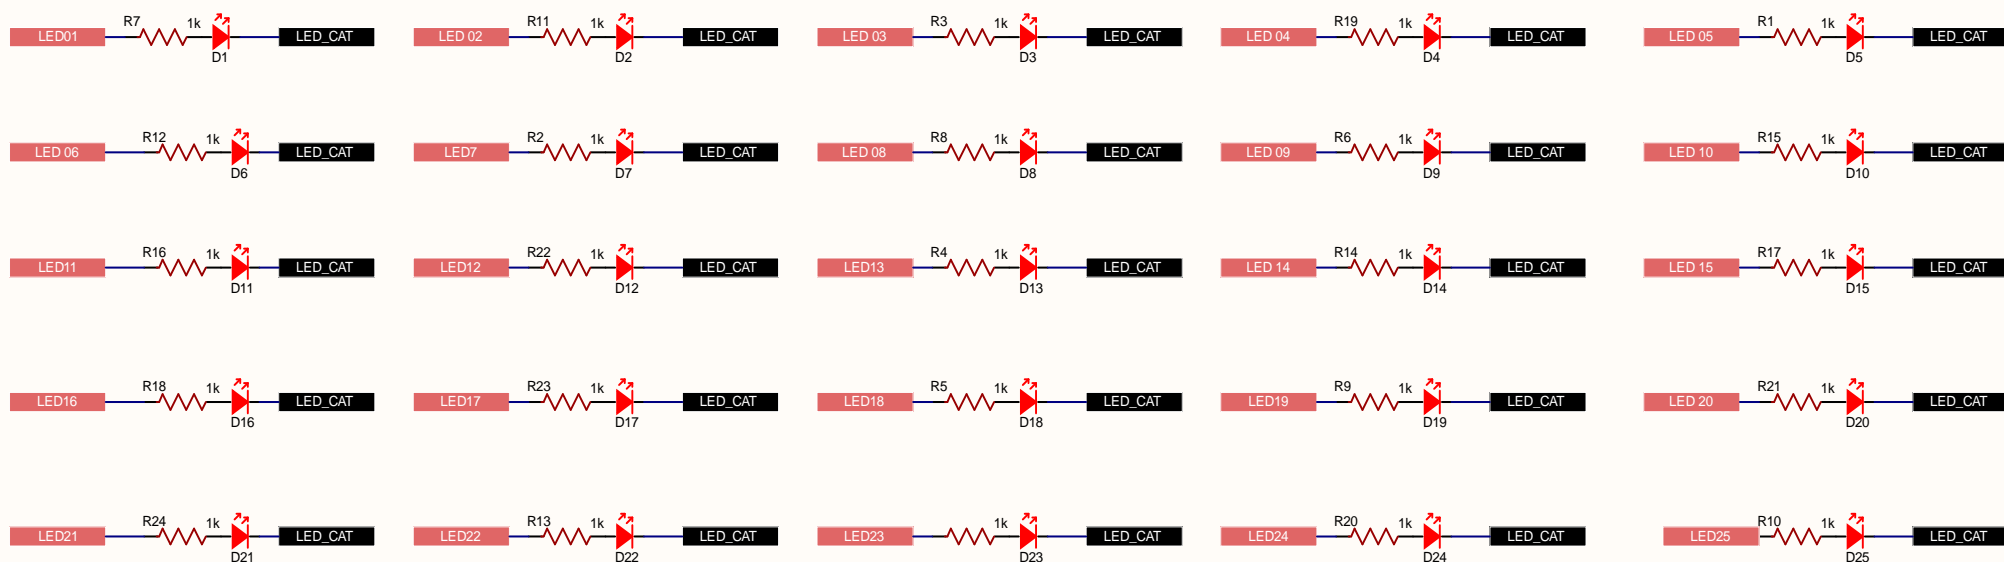 LED01 R7 1k D1 LED_CAT
LED 02 R11 1k D2 LED_CAT
LED 03 R3 1k D3 LED_CAT
LED 04 R19 1k D4 LED_CAT
LED 05 R1 1k D5 LED_CAT
LED 06 R12 1k D6 LED_CAT
LED7 R2 1k D7 LED_CAT
LED 08 R8 1k D8 LED_CAT
LED 09 R6 1k D9 LED_CAT
LED 10 R15 1k D10 LED_CAT
LED11 R16 1k D11 LED_CAT
LED12 R22 1k D12 LED_CAT
LED13 R4 1k D13 LED_CAT
LED 14 R14 1k D14 LED_CAT
LED 15 R17 1k D15 LED_CAT
LED16 R18 1k D16 LED_CAT
LED17 R23 1k D17 LED_CAT
LED18 R5 1k D18 LED_CAT
LED19 R9 1k D19 LED_CAT
LED 20 R21 1k D20 LED_CAT
LED21 R24 1k D21 LED_CAT
LED22 R13 1k D22 LED_CAT
LED23 D23 LED_CAT
LED24 R20 1k D24 LED_CAT
LED25 R10 1k D25 LED_CAT